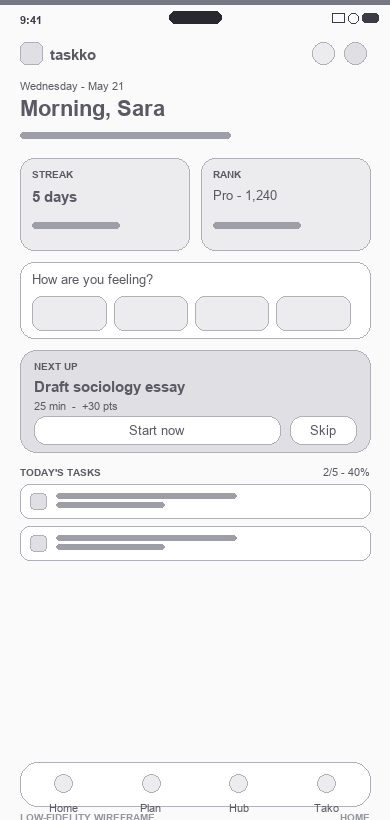 9:41
taskko
Wednesday - May 21
Morning, Sara
STREAK
5 days
RANK
Pro - 1,240
How are you feeling?
NEXT UP
Draft sociology essay
25 min  -  +30 pts
Start now
Skip
TODAY'S TASKS
2/5 - 40%
Home
Plan
Hub
Tako
LOW-FIDELITY WIREFRAME
HOME